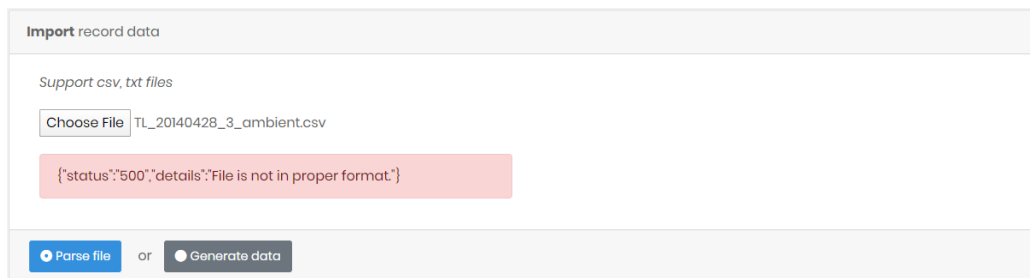 Import record data
Support csv, txt files
Choose File TL_20140428_3_ambient.csv
{"status":"500","details":"File is not in proper format."}
Parse file or Generate data